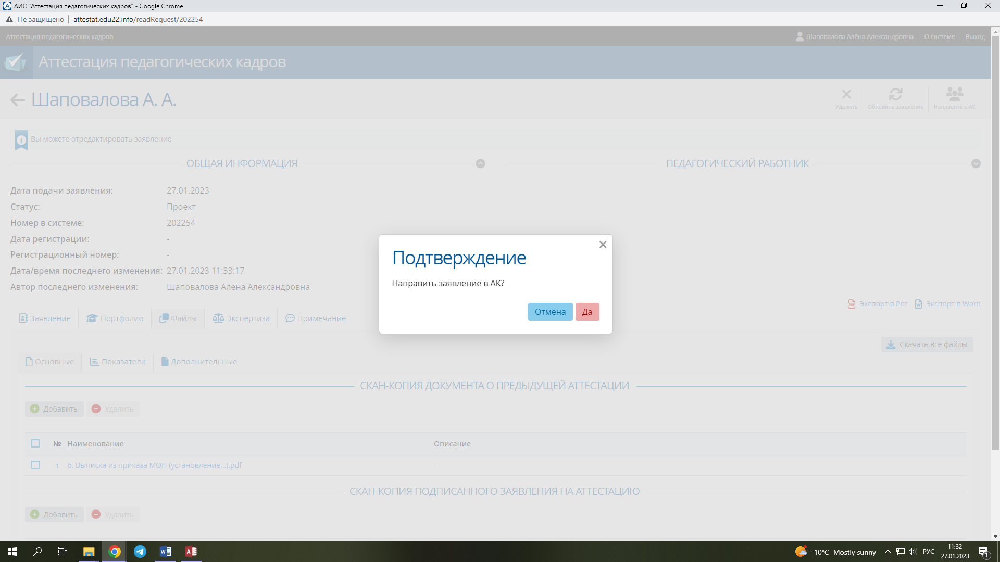 АИС "Аттестация педагогических кадров" - Google Chrome
Не защищено
attestat.edu22.info/readRequest/202254
Аттестация педагогических кадров
Шаповалова Алёна Александровна
О системе
Выход
Аттестация педагогических кадров
Шаповалова А. А.
Удалить
Обновить заявление
Направить в АК
Вы можете отредактировать заявление
ОБЩАЯ ИНФОРМАЦИЯ
ПЕДАГОГИЧЕСКИЙ РАБОТНИК
Дата подачи заявления: 27.01.2023
Статус: Проект
Номер в системе: 202254
Дата регистрации: -
Регистрационный номер: -
Дата/время последнего изменения: 27.01.2023 11:33:17
Автор последнего изменения: Шаповалова Алёна Александровна
Подтверждение
Направить заявление в АК?
Отмена
Да
Экспорт в Pdf
Экспорт в Word
Заявление
Портфолио
Файлы
Экспертиза
Примечание
Скачать все файлы
Основные
Показатели
Дополнительные
СКАН-КОПИЯ ДОКУМЕНТА О ПРЕДЫДУЩЕЙ АТТЕСТАЦИИ
Добавить
Удалить
№ Наименование Описание
1 6. Выписка из приказа МОН (установление...).pdf -
СКАН-КОПИЯ ПОДПИСАННОГО ЗАЯВЛЕНИЯ НА АТТЕСТАЦИЮ
Добавить
Удалить
-10°C Mostly sunny
РУС
11:32
27.01.2023
1